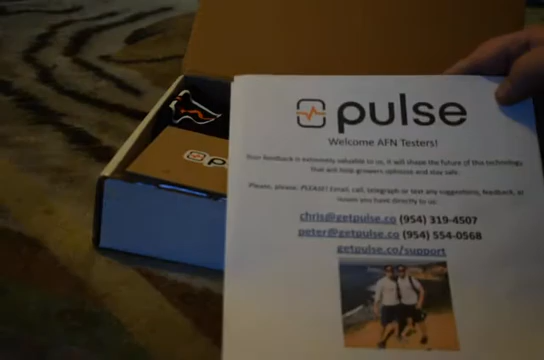 pulse
Welcome AFN Testers!
Your feedback is extremely valuable to us, it will shape the future of this technology
that will help growers optimize and stay safe.
Please, please, PLEASE! Email, call, telegraph or text any suggestions, feedback, or
issues you have directly to us:
chris@getpulse.co (954) 319-4507
peter@getpulse.co (954) 554-0568
getpulse.co/support
p